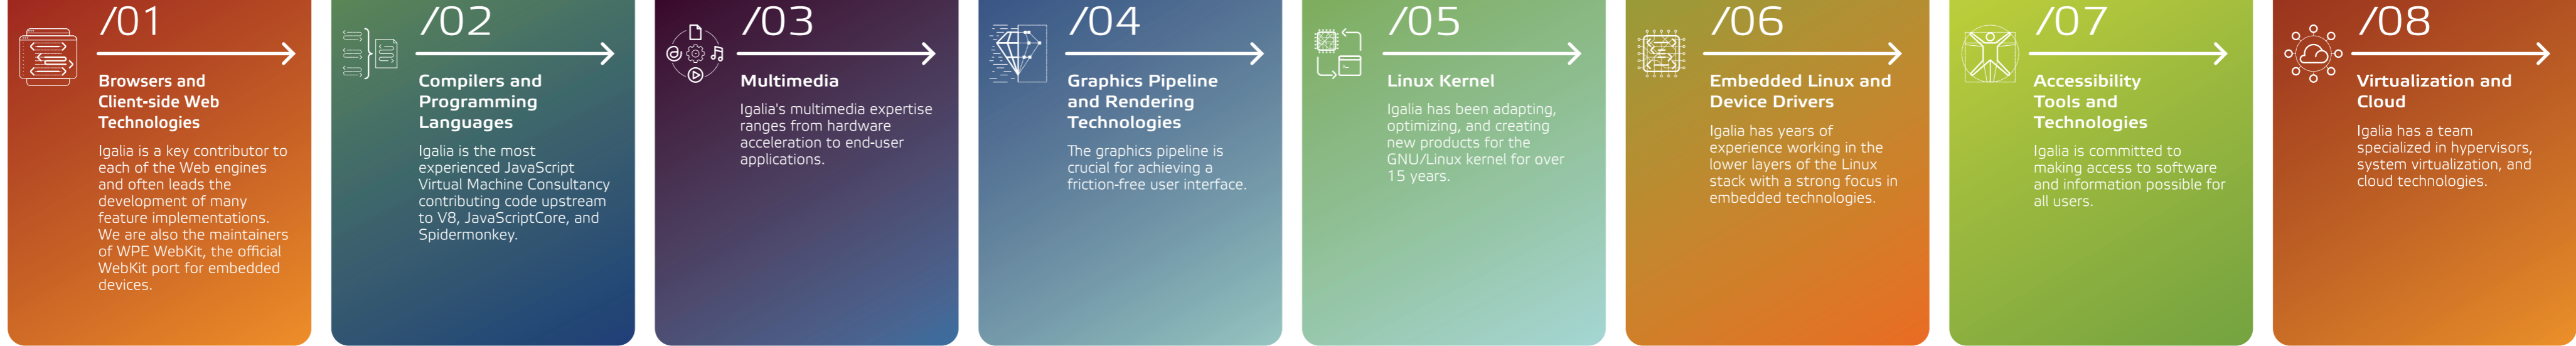 /01
Browsers and
Client-side Web
Technologies
Igalia is a key contributor to
each of the Web engines
and often leads the
development of many
feature implementations.
We are also the maintainers
of WPE WebKit, the official
WebKit port for embedded
devices.
/02
Compilers and
Programming
Languages
Igalia is the most
experienced JavaScript
Virtual Machine Consultancy
contributing code upstream
to V8, JavaScriptCore, and
Spidermonkey.
/03
Multimedia
Igalia's multimedia expertise
ranges from hardware
acceleration to end-user
applications.
/04
Graphics Pipeline
and Rendering
Technologies
The graphics pipeline is
crucial for achieving a
friction-free user interface.
/05
Linux Kernel
Igalia has been adapting,
optimizing, and creating
new products for the
GNU/Linux kernel for over
15 years.
/06
Embedded Linux and
Device Drivers
Igalia has years of
experience working in the
lower layers of the Linux
stack with a strong focus in
embedded technologies.
/07
Accessibility
Tools and
Technologies
Igalia is committed to
making access to software
and information possible for
all users.
/08
Virtualization and
Cloud
Igalia has a team
specialized in hypervisors,
system virtualization, and
cloud technologies.